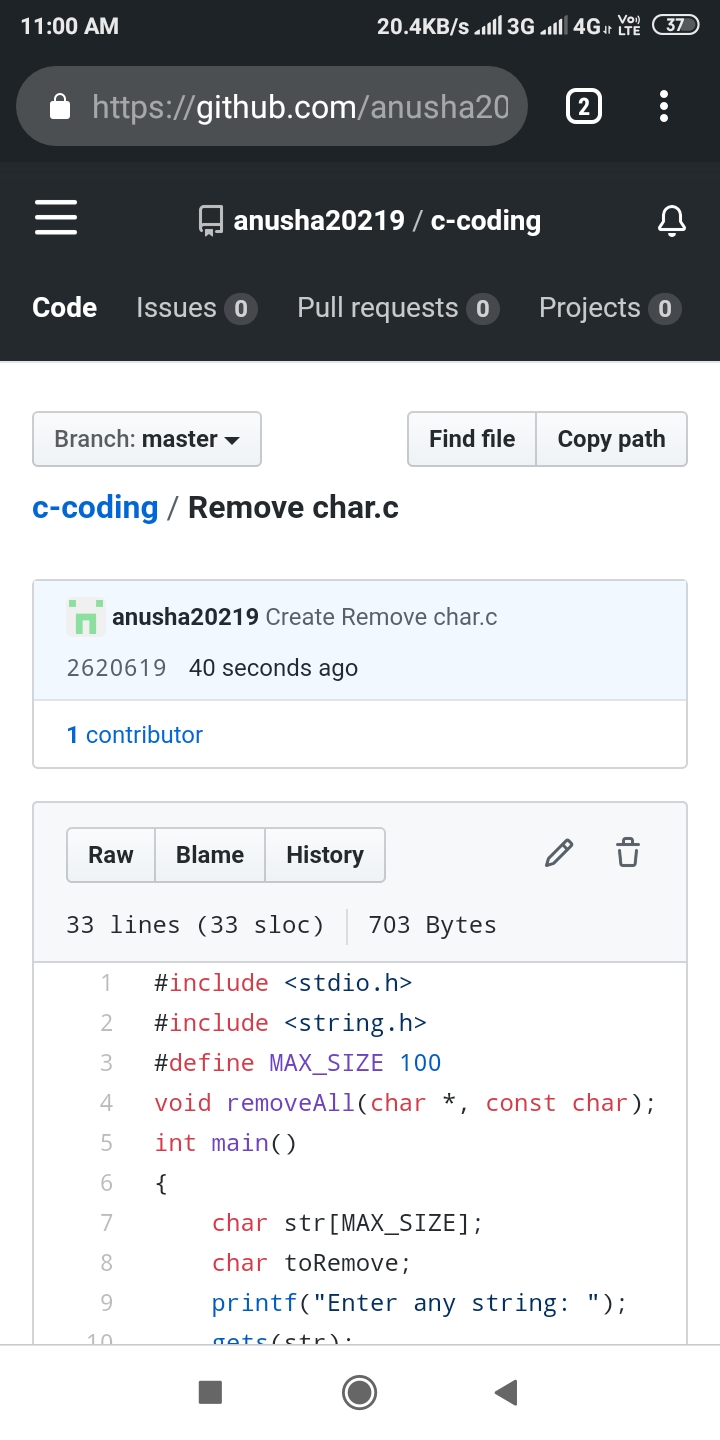 11:00 AM 20.4KB/s 3G 4G Vo) LTE 37
https://github.com/anusha20 2
anusha20219 / c-coding
Code Issues 0 Pull requests 0 Projects 0
Branch: master Find file Copy path
c-coding / Remove char.c
anusha20219 Create Remove char.c
2620619 40 seconds ago
1 contributor
Raw Blame History
33 lines (33 sloc) 703 Bytes
1 #include <stdio.h>
2 #include <string.h>
3 #define MAX_SIZE 100
4 void removeAll(char *, const char);
5 int main()
6 {
7 char str[MAX_SIZE];
8 char toRemove;
9 printf("Enter any string: ");
10 gets(str);